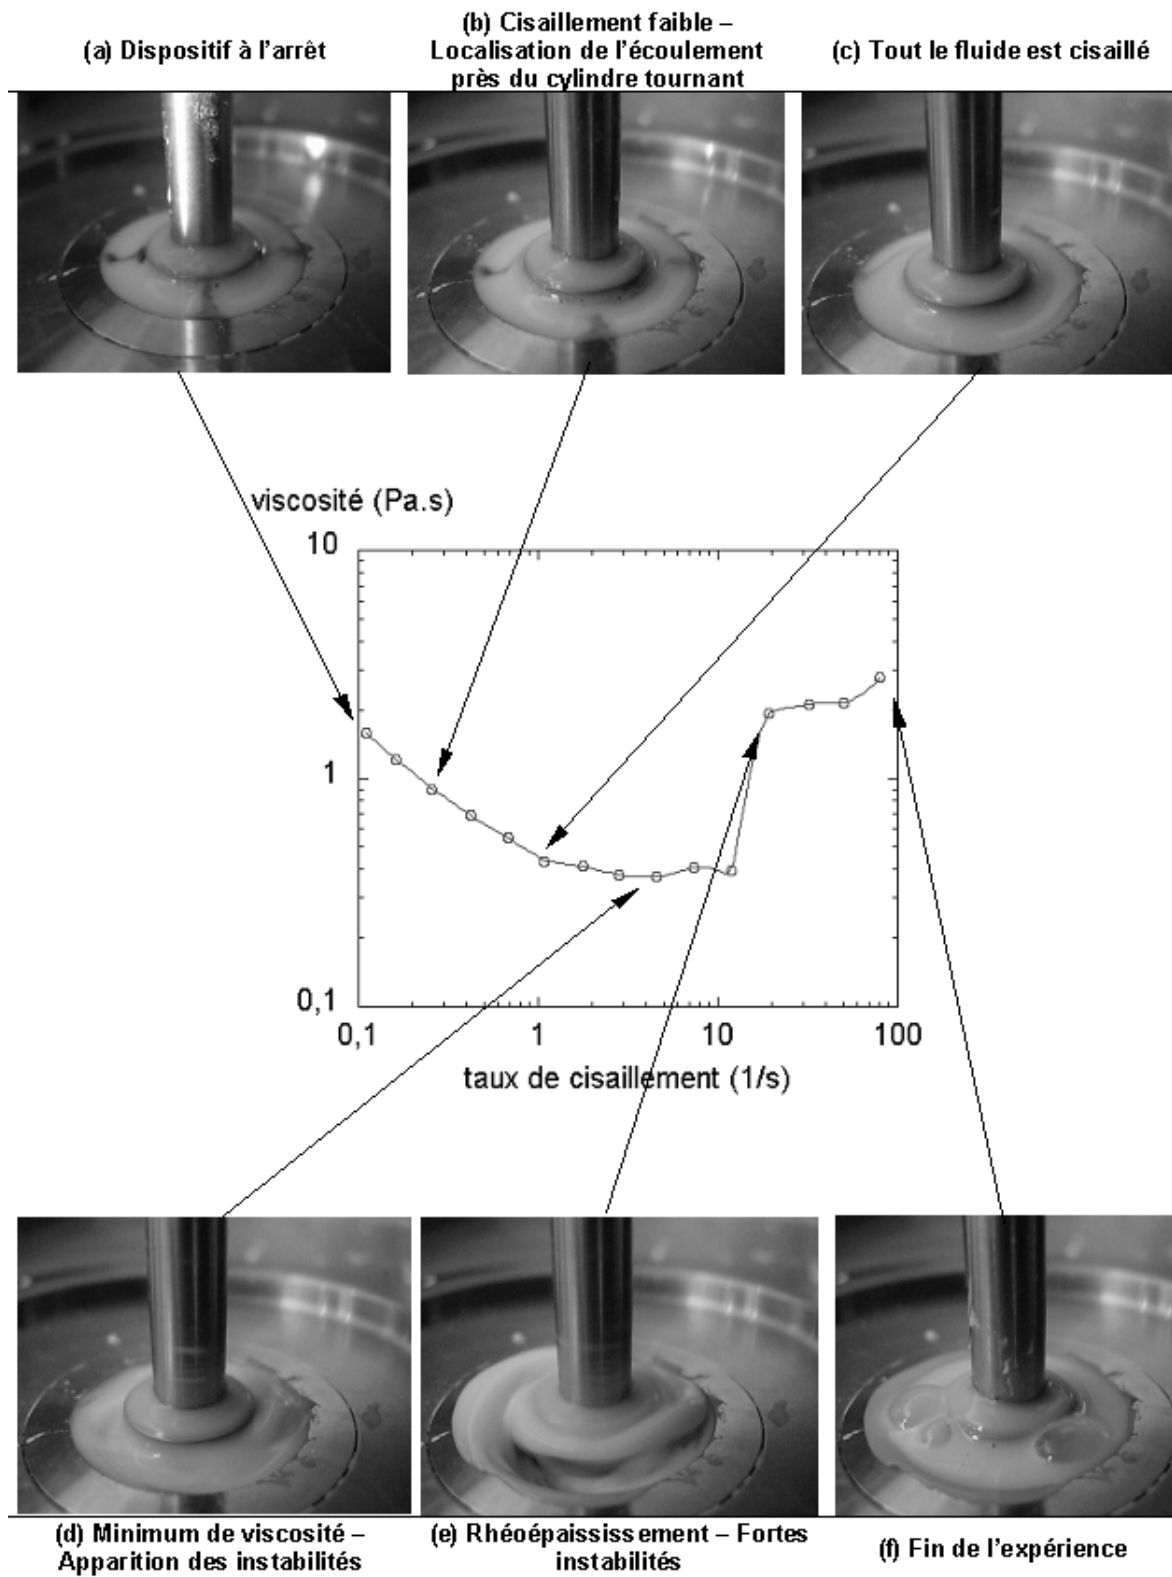 (a) Dispositif à l'arrêt
(b) Cisaillement faible –
Localisation de l'écoulement
près du cylindre tournant
(c) Tout le fluide est cisaillé
viscosité (Pa.s)
10
1
0,1
0,1 1 10 100
taux de cisaillement (1/s)
(d) Minimum de viscosité –
Apparition des instabilités
(e) Rhéoépaississement – Fortes
instabilités
(f) Fin de l'expérience